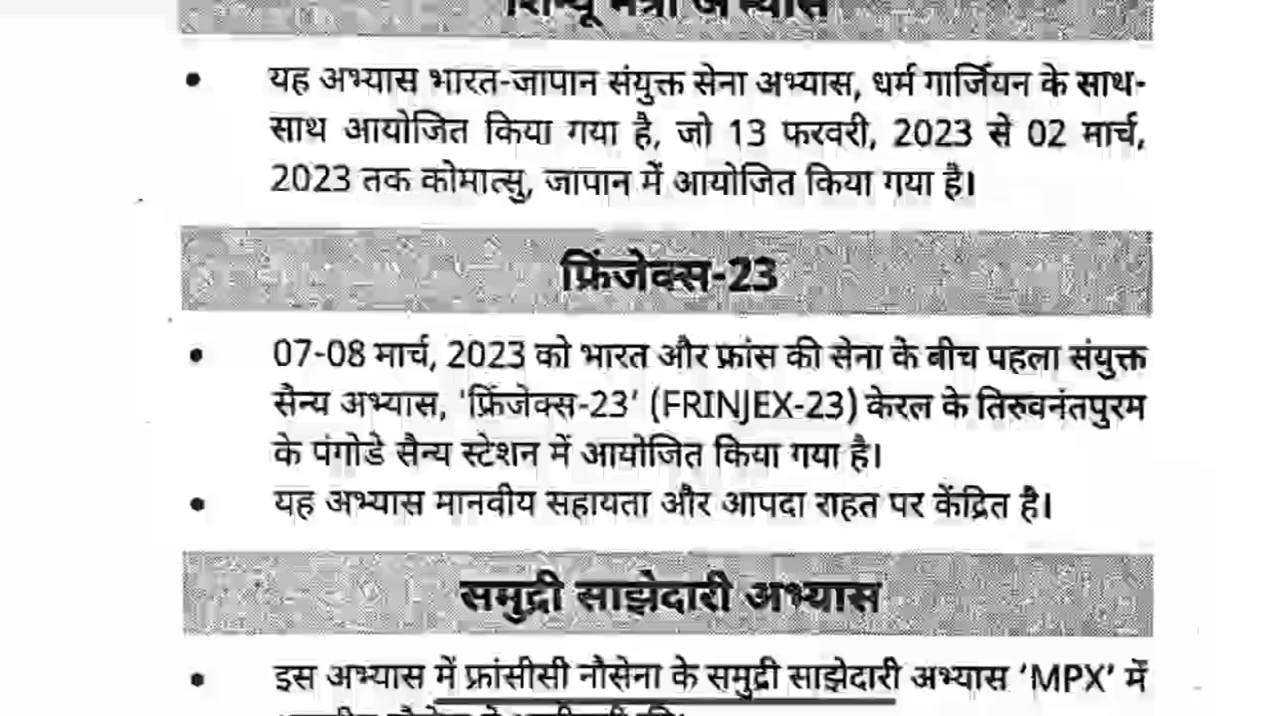 शिन्यू मैत्री अभ्यास
• यह अभ्यास भारत-जापान संयुक्त सेना अभ्यास, धर्म गार्जियन के साथ-
साथ आयोजित किया गया है, जो 13 फरवरी, 2023 से 02 मार्च,
2023 तक कोमात्सु, जापान में आयोजित किया गया है।
फ्रिंजेक्स-23
• 07-08 मार्च, 2023 को भारत और फ्रांस की सेना के बीच पहला संयुक्त
सैन्य अभ्यास, 'फ्रिंजेक्स-23' (FRINJEX-23) केरल के तिरुवनंतपुरम
के पंगोडे सैन्य स्टेशन में आयोजित किया गया है।
• यह अभ्यास मानवीय सहायता और आपदा राहत पर केंद्रित है।
समुद्री साझेदारी अभ्यास
• इस अभ्यास में फ्रांसीसी नौसेना के समुद्री साझेदारी अभ्यास 'MPX' में